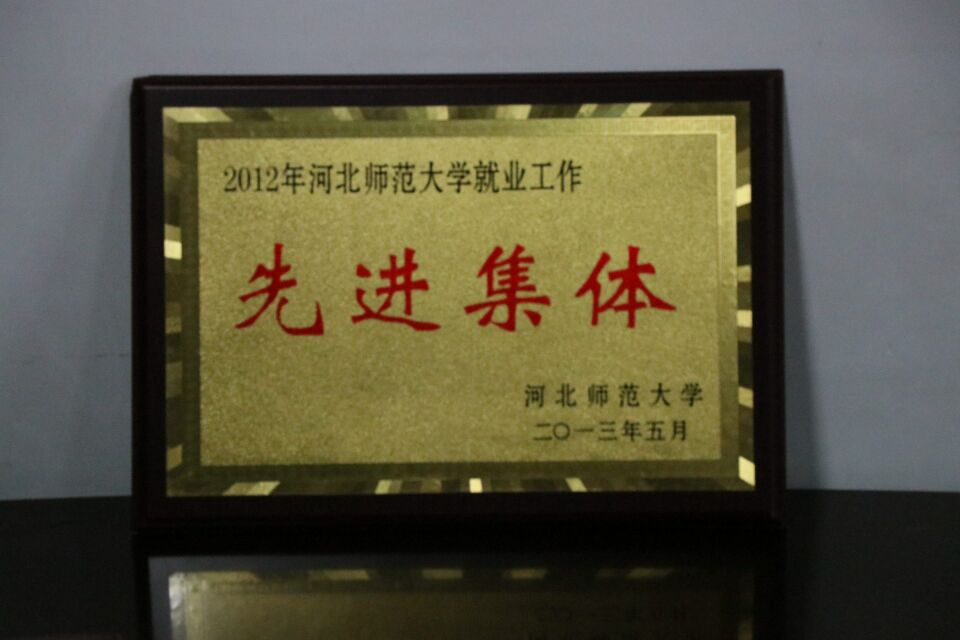 2012年河北师范大学就业工作
先进集体
河北师范大学
二〇一三年五月